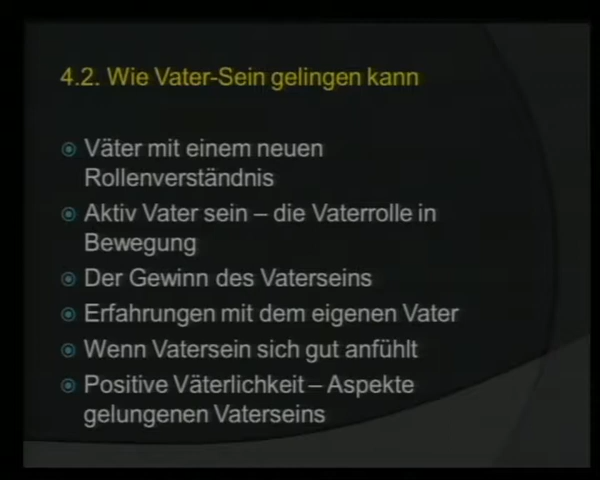 4.2. Wie Vater-Sein gelingen kann
Väter mit einem neuen
Rollenverständnis
Aktiv Vater sein – die Vaterrolle in
Bewegung
Der Gewinn des Vaterseins
Erfahrungen mit dem eigenen Vater
Wenn Vatersein sich gut anfühlt
Positive Väterlichkeit – Aspekte
gelungenen Vaterseins